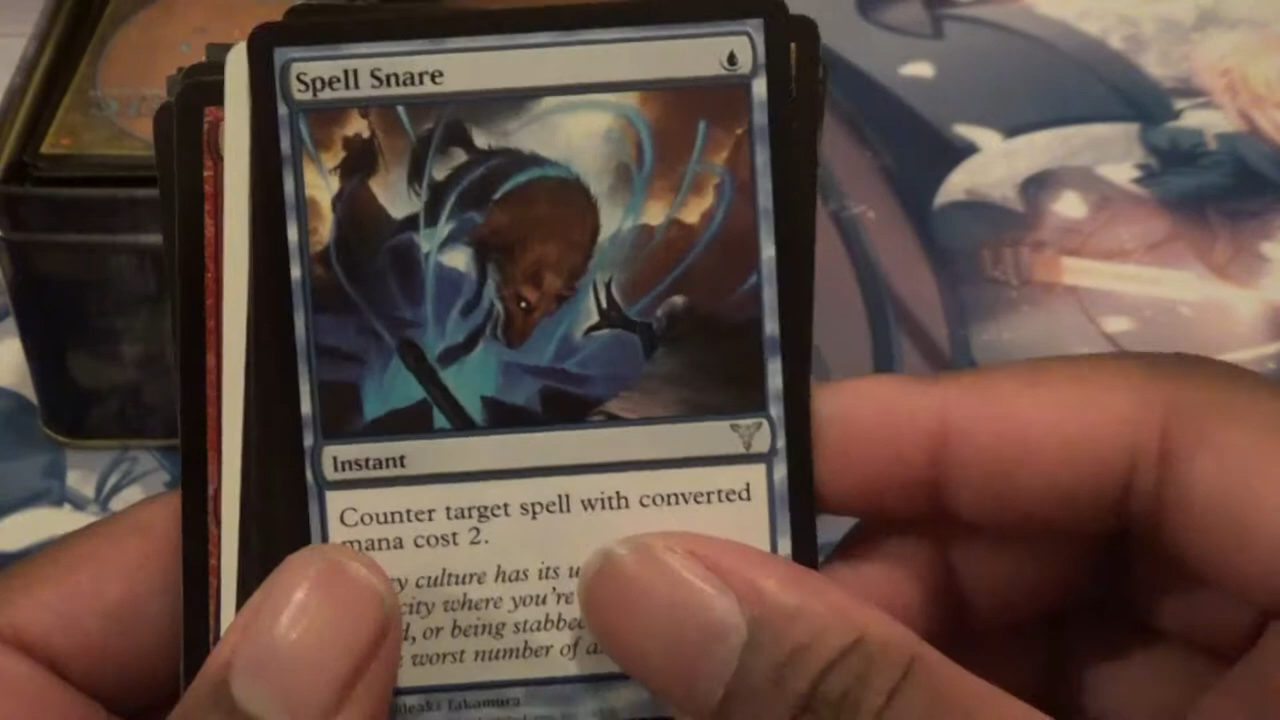 Spell Snare
Instant
Counter target spell with converted
mana cost 2.
culture has its
city where you're
or being stabbed
worst number of
Takamura